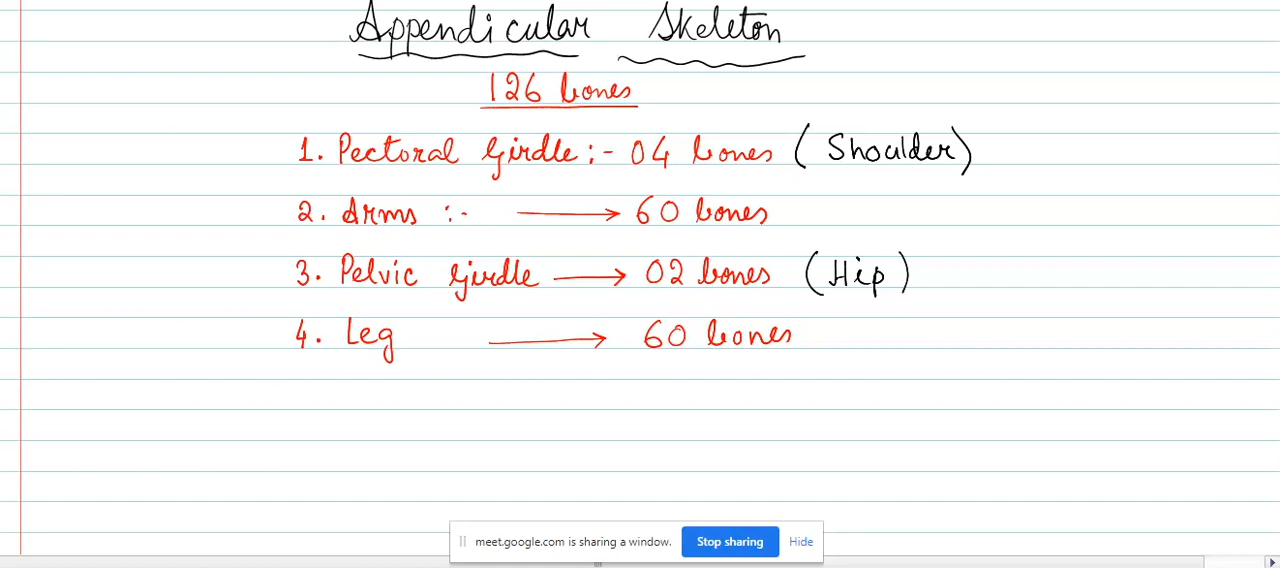 Appendicular Skeleton
126 bones
1. Pectoral Girdle :- 04 bones (Shoulder)
2. Arms :- → 60 bones
3. Pelvic Girdle → 02 bones (Hip)
4. Leg → 60 bones
meet.google.com is sharing a window. Stop sharing Hide